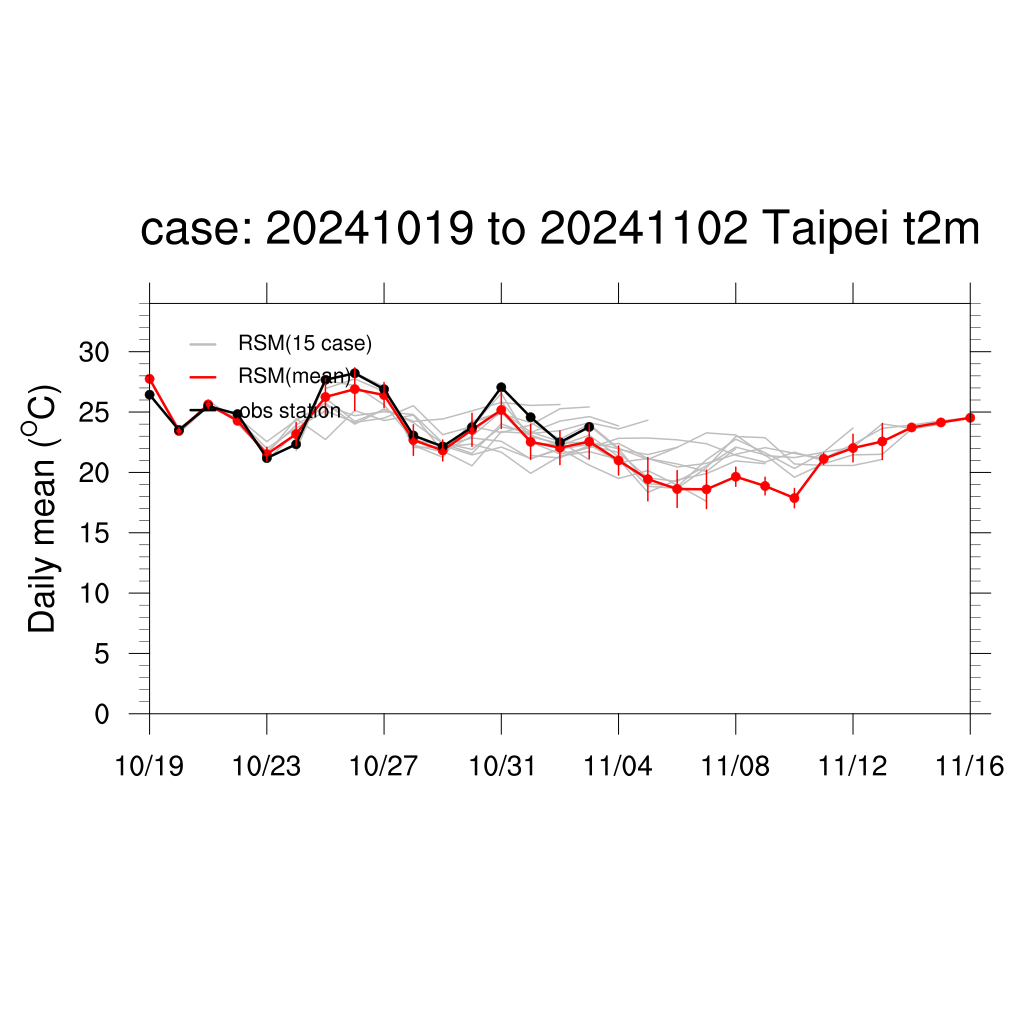 case: 20241019 to 20241102 Taipei t2m
RSM(15 case)
RSM(mean)
obs station
Daily mean (°C)
30
25
20
15
10
5
0
10/19 10/23 10/27 10/31 11/04 11/08 11/12 11/16